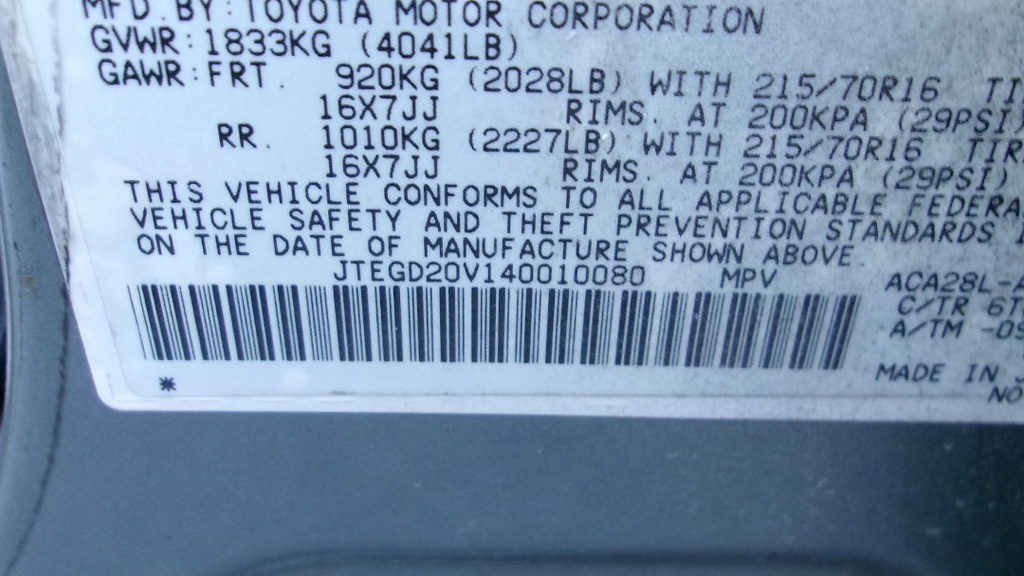 MFD. BY: TOYOTA MOTOR CORPORATION
GVWR: 1833KG (4041LB)
GAWR: FRT. 920KG (2028LB) WITH 215/70R16
16X7JJ RIMS. AT 200KPA (29PSI)
RR. 1010KG (2227LB) WITH 215/70R16
16X7JJ RIMS. AT 200KPA (29PSI)
THIS VEHICLE CONFORMS TO ALL APPLICABLE
VEHICLE SAFETY AND THEFT PREVENTION STANDARDS
ON THE DATE OF MANUFACTURE SHOWN ABOVE.
JTEGD20V140010080 MPV ACA28L-A
C/TR 6T
A/TM -09
*
MADE IN
NO